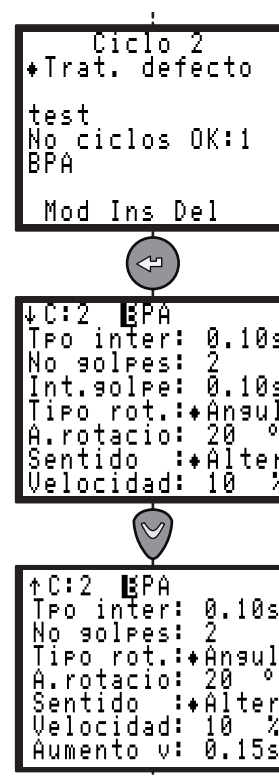 Ciclo 2
♦Trat. defecto
test
No ciclos OK:1
BPA
Mod Ins Del
↓C:2 BPA
Tpo inter: 0.10s
No golpes: 2
Int.golpe: 0.10s
Tipo rot.:♦Angul
A.rotacio: 20 °
Sentido :♦Alter
Velocidad: 10 %
↑C:2 BPA
Tpo inter: 0.10s
No golpes: 2
Tipo rot.:♦Angul
A.rotacio: 20 °
Sentido :♦Alter
Velocidad: 10 %
Aumento v: 0.15s